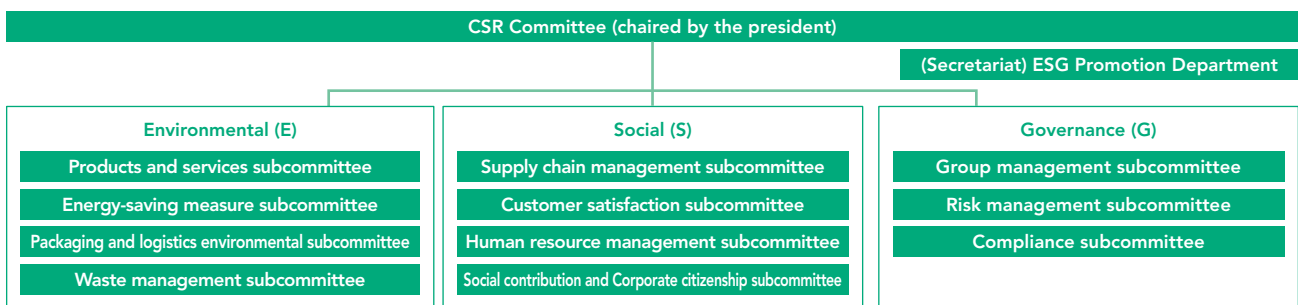 CSR Committee (chaired by the president)
(Secretariat) ESG Promotion Department
Environmental (E)
Products and services subcommittee
Energy-saving measure subcommittee
Packaging and logistics environmental subcommittee
Waste management subcommittee
Social (S)
Supply chain management subcommittee
Customer satisfaction subcommittee
Human resource management subcommittee
Social contribution and Corporate citizenship subcommittee
Governance (G)
Group management subcommittee
Risk management subcommittee
Compliance subcommittee